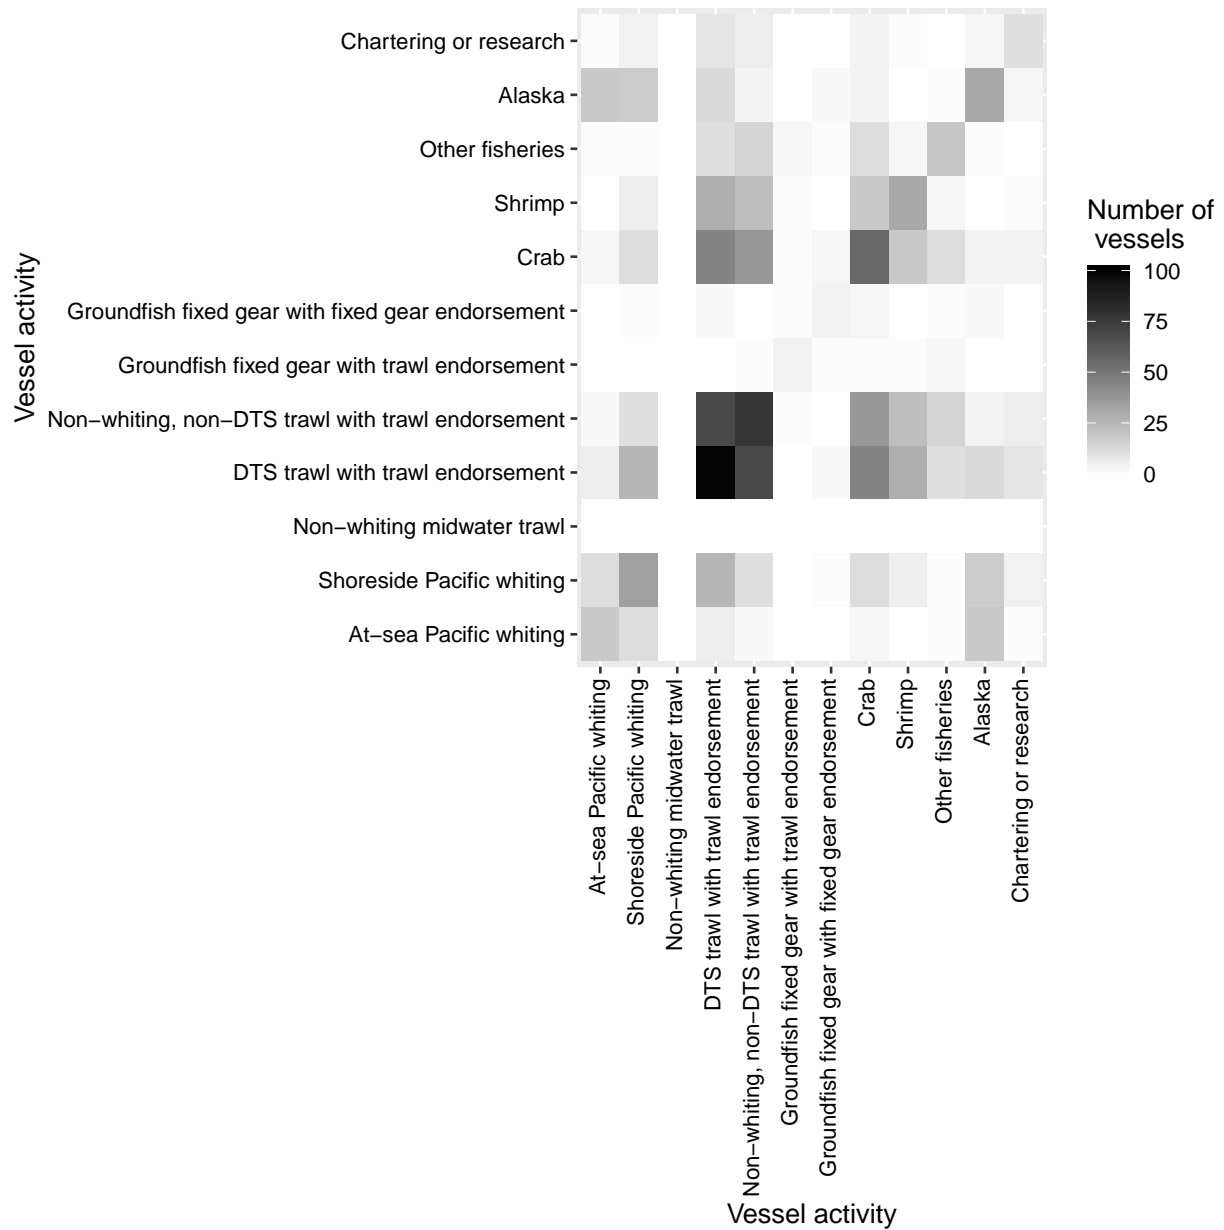 Chartering or research
Alaska
Other fisheries
Shrimp
Crab
Groundfish fixed gear with fixed gear endorsement
Groundfish fixed gear with trawl endorsement
Non−whiting, non−DTS trawl with trawl endorsement
DTS trawl with trawl endorsement
Non−whiting midwater trawl
Shoreside Pacific whiting
At−sea Pacific whiting
Vessel activity
At−sea Pacific whiting
Shoreside Pacific whiting
Non−whiting midwater trawl
DTS trawl with trawl endorsement
Non−whiting, non−DTS trawl with trawl endorsement
Groundfish fixed gear with trawl endorsement
Groundfish fixed gear with fixed gear endorsement
Crab
Shrimp
Other fisheries
Alaska
Chartering or research
Vessel activity
Number of
vessels
100
75
50
25
0